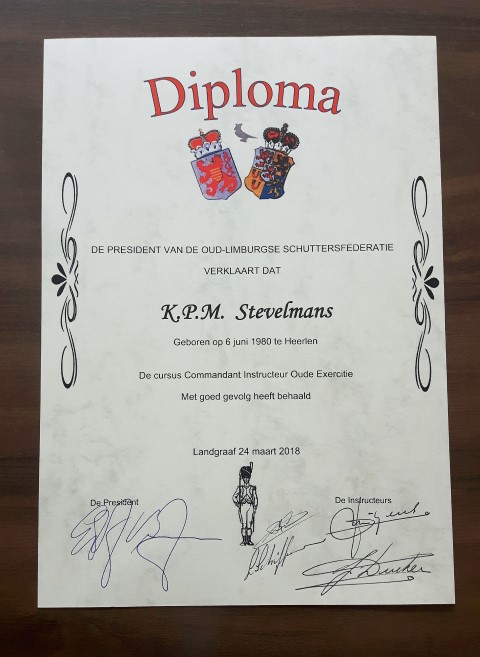 Diploma
DE PRESIDENT VAN DE OUD-LIMBURGSE SCHUTTERSFEDERATIE
VERKLAART DAT
K.P.M. Stevelmans
Geboren op 6 juni 1980 te Heerlen
De cursus Commandant Instructeur Oude Exercitie
Met goed gevolg heeft behaald
Landgraaf 24 maart 2018
De President
De Instructeurs